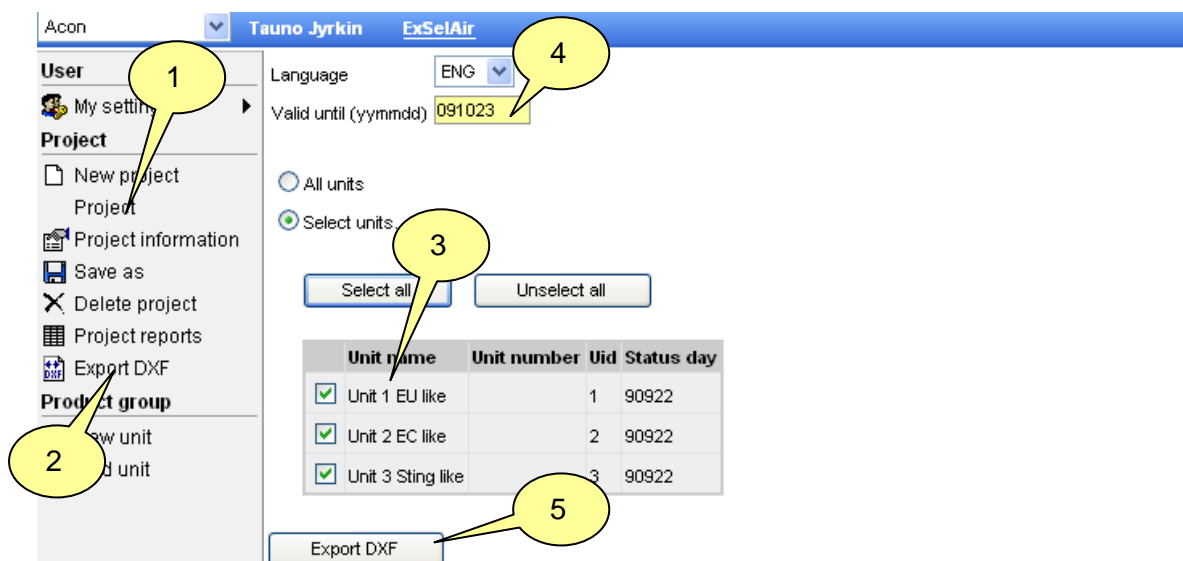 Acon Tauno Jyrkin ExSelAir
User
My setting
Project
New project
Project
Project information
Save as
Delete project
Project reports
Export DXF
Product group
unit
unit
1
2
Language ENG
4
Valid until (yymmdd) 091023
All units
Select units.
3
Select all Unselect all
Unit name Unit number Uid Status day
Unit 1 EU like 1 90922
Unit 2 EC like 2 90922
Unit 3 Sting like 3 90922
5
Export DXF